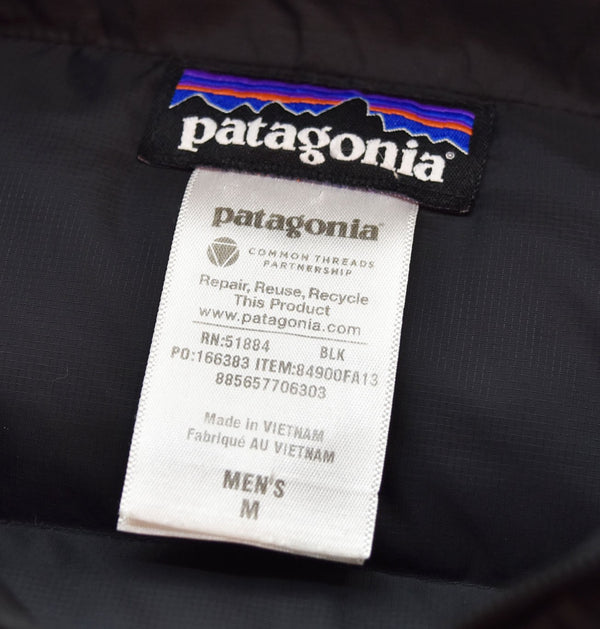 patagonia®
patagonia®
COMMON THREADS
PARTNERSHIP
Repair, Reuse, Recycle
This Product
www.patagonia.com
RN:51884 BLK
PO:166383 ITEM:84900FA13
885657706303
Made in VIETNAM
Fabriqué AU VIETNAM
MEN'S
M